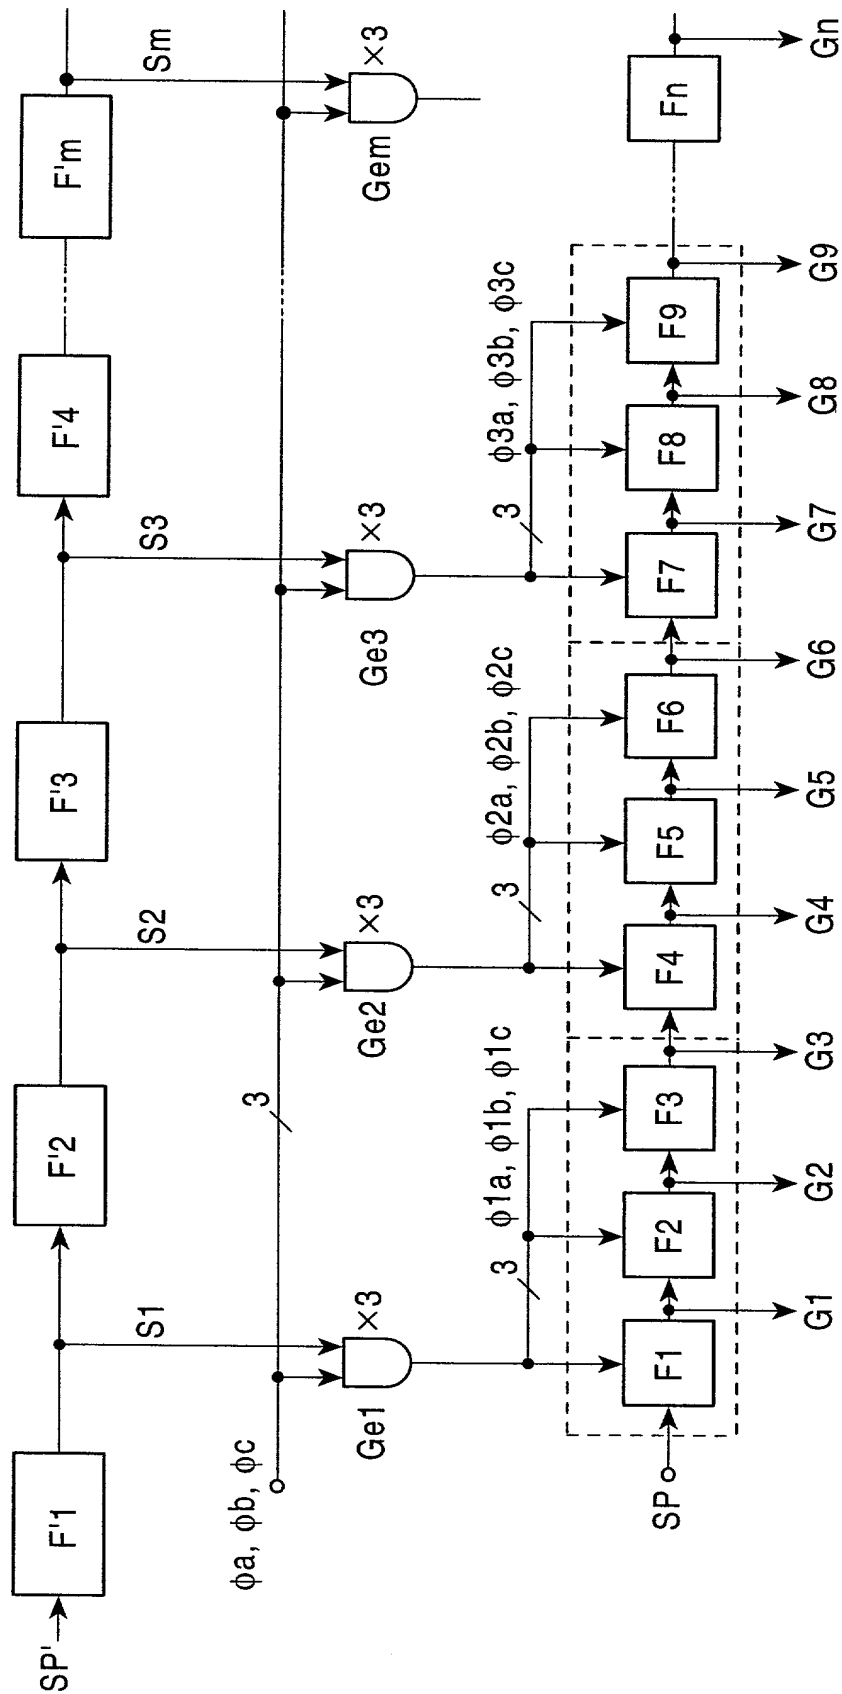 SP'
F'1
F'2
F'3
F'4
F'm
S1
S2
S3
Sm
ϕa, ϕb, ϕc
3
Ge1
×3
Ge2
×3
Ge3
×3
Gem
×3
3
ϕ1a, ϕ1b, ϕ1c
3
ϕ2a, ϕ2b, ϕ2c
3
ϕ3a, ϕ3b, ϕ3c
SP
F1
F2
F3
F4
F5
F6
F7
F8
F9
Fn
G1
G2
G3
G4
G5
G6
G7
G8
G9
Gn